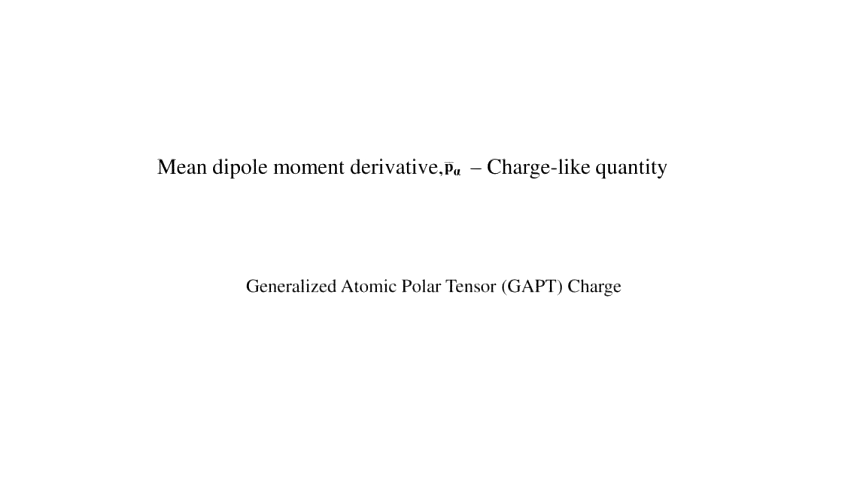 Mean dipole moment derivative, p̅α – Charge-like quantity
Generalized Atomic Polar Tensor (GAPT) Charge